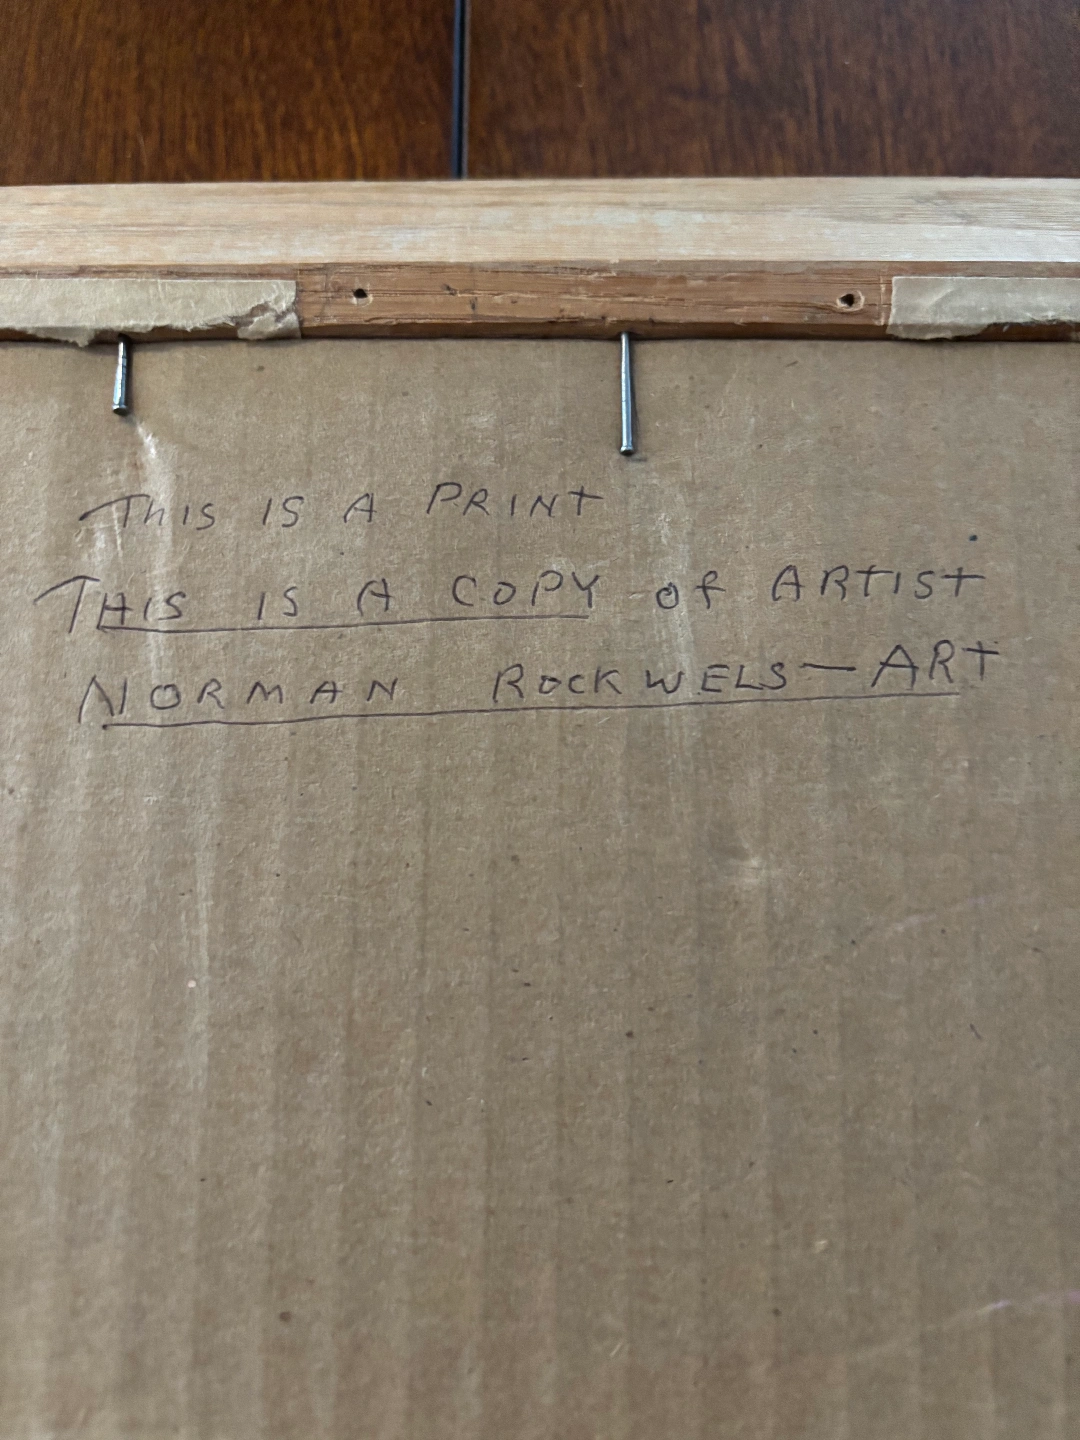 ThIS IS A PRINT
THIS IS A COPY of ARTIST
NORMAN ROCKWELS—ART